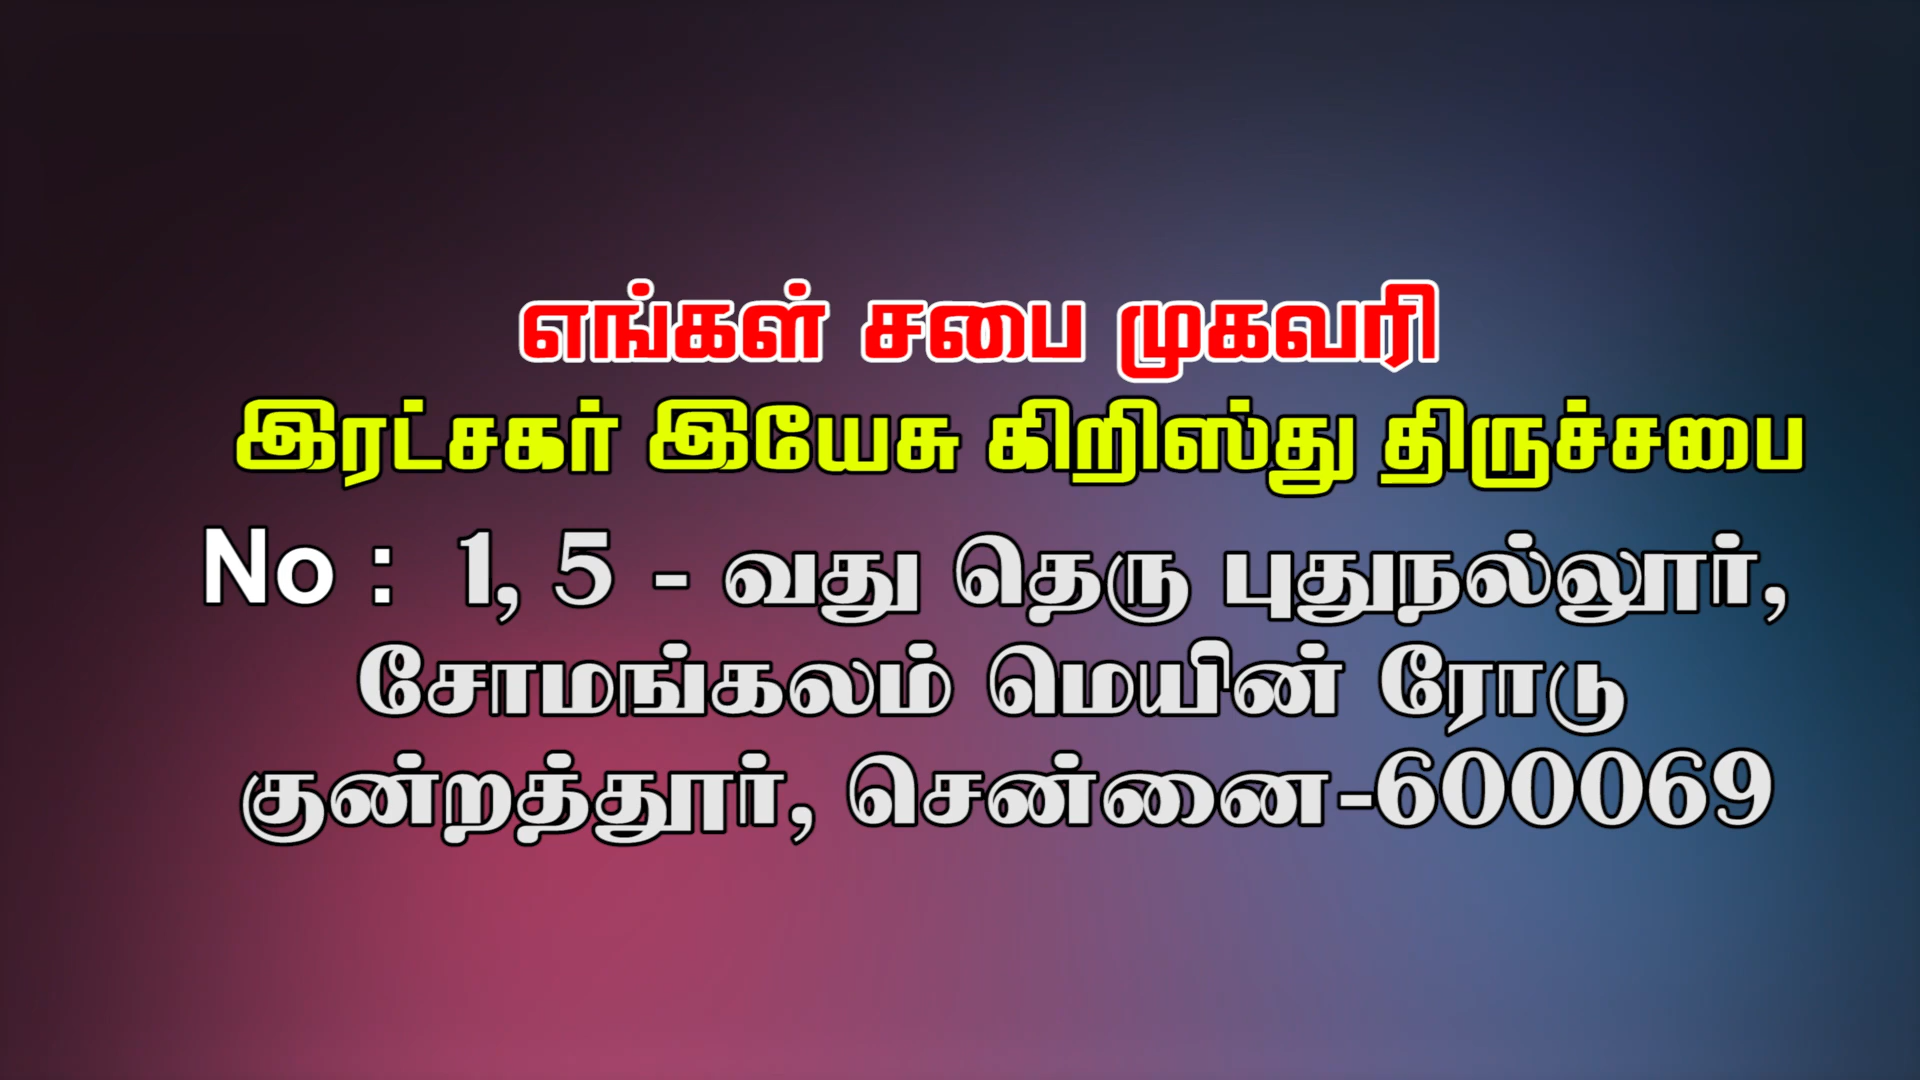 எங்கள் சபை முகவரி
இரட்சகர் இயேசு கிறிஸ்து திருச்சபை
No : 1, 5 - வது தெரு புதுநல்லூர்,
சோமங்கலம் மெயின் ரோடு
குன்றத்தூர், சென்னை-600069